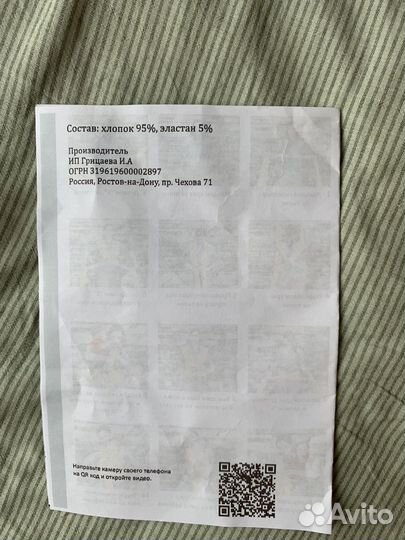 Состав: хлопок 95%, эластан 5%
Производитель
ИП Грицаева И.А
ОГРН 319619600002897
Россия, Ростов-на-Дону, пр. Чехова 71
Направьте камеру своего телефона
на QR код и откройте видео.
Avito